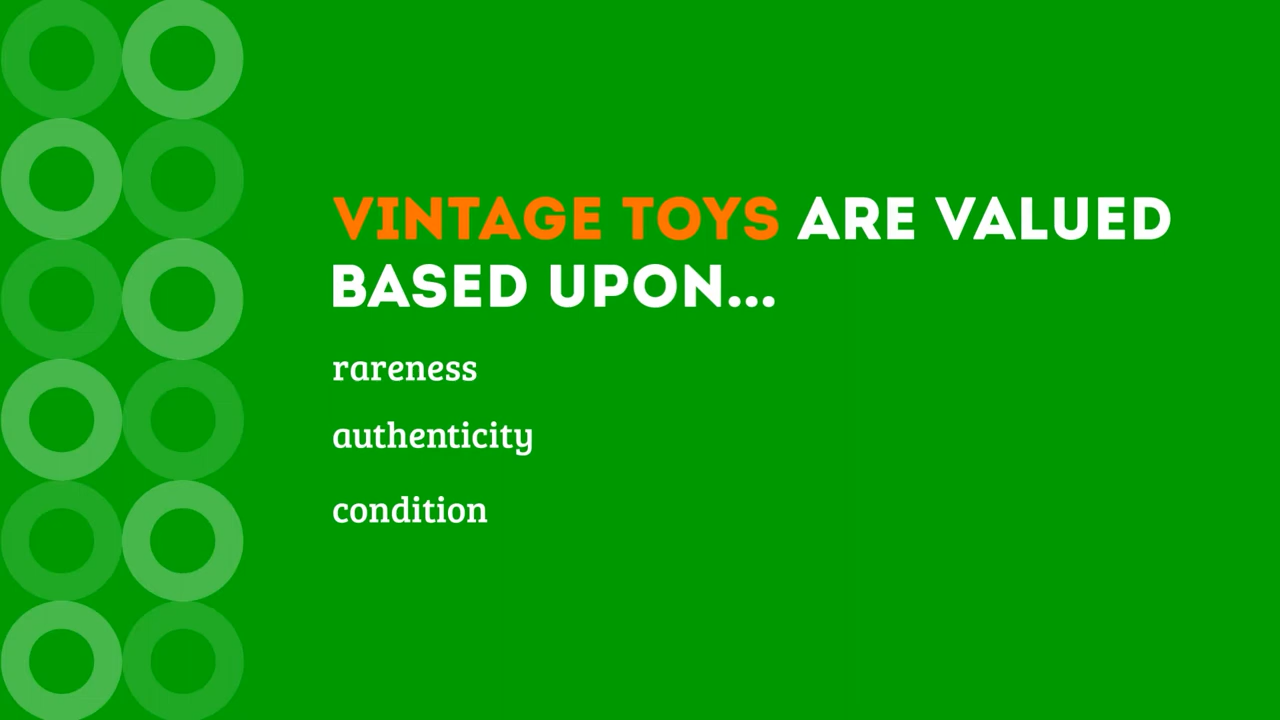 VINTAGE TOYS ARE VALUED
BASED UPON...
rareness
authenticity
condition